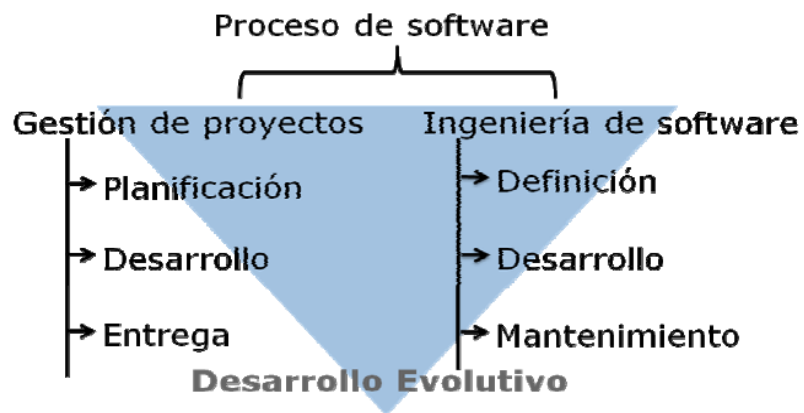 Proceso de software
Gestión de proyectos
Planificación
Desarrollo
Entrega
Ingeniería de software
Definición
Desarrollo
Mantenimiento
Desarrollo Evolutivo